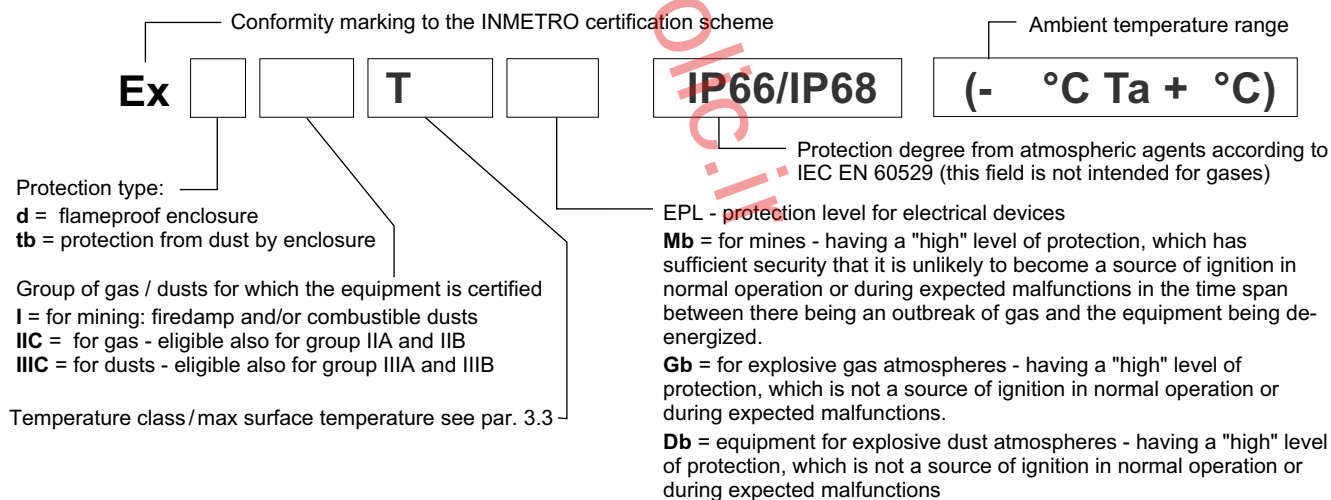 Conformity marking to the INMETRO certification scheme
Ambient temperature range
Ex T IP66/IP68 (- °C Ta + °C)
Protection degree from atmospheric agents according to
IEC EN 60529 (this field is not intended for gases)
Protection type:
d = flameproof enclosure
tb = protection from dust by enclosure
Group of gas / dusts for which the equipment is certified
I = for mining: firedamp and/or combustible dusts
IIC = for gas - eligible also for group IIA and IIB
IIIC = for dusts - eligible also for group IIIA and IIIB
Temperature class/max surface temperature see par. 3.3
EPL - protection level for electrical devices
Mb = for mines - having a "high" level of protection, which has
sufficient security that it is unlikely to become a source of ignition in
normal operation or during expected malfunctions in the time span
between there being an outbreak of gas and the equipment being de-
energized.
Gb = for explosive gas atmospheres - having a "high" level of
protection, which is not a source of ignition in normal operation or
during expected malfunctions.
Db = equipment for explosive dust atmospheres - having a "high" level
of protection, which is not a source of ignition in normal operation or
during expected malfunctions
olic.ir